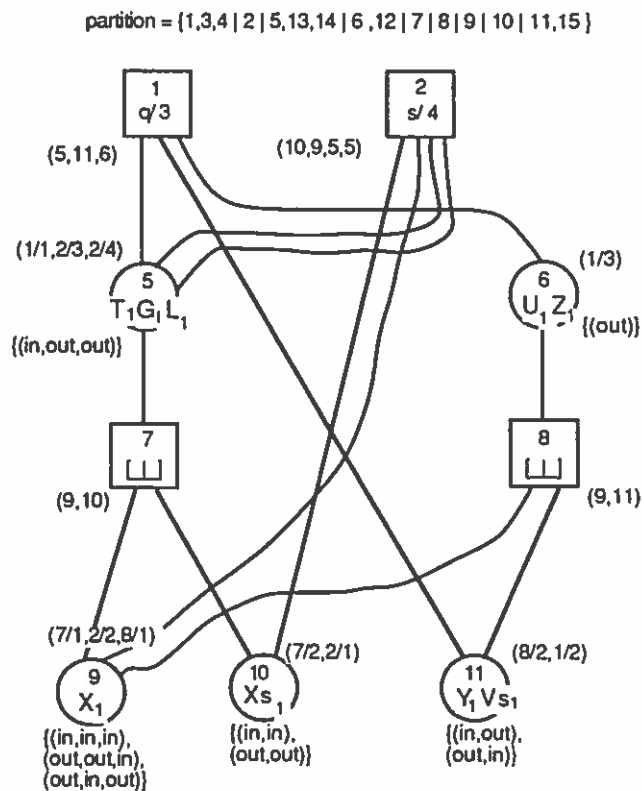 partition = {1,3,4 | 2 | 5,13,14 | 6 ,12 | 7 | 8 | 9 | 10 | 11,15 }
1
q/3
2
s/4
(5,11,6)
(10,9,5,5)
(1/1,2/3,2/4)
5
T₁G₁L₁
{(in,out,out)}
(1/3)
6
U₁Z₁
{(out)}
7
[|]
(9,10)
8
[|]
(9,11)
(7/1,2/2,8/1)
9
X₁
{(in,in,in),
(out,out,in),
(out,in,out)}
(7/2,2/1)
10
Xs₁
{(in,in),
(out,out)}
(8/2,1/2)
11
Y₁Vs₁
{(in,out),
(out,in)}